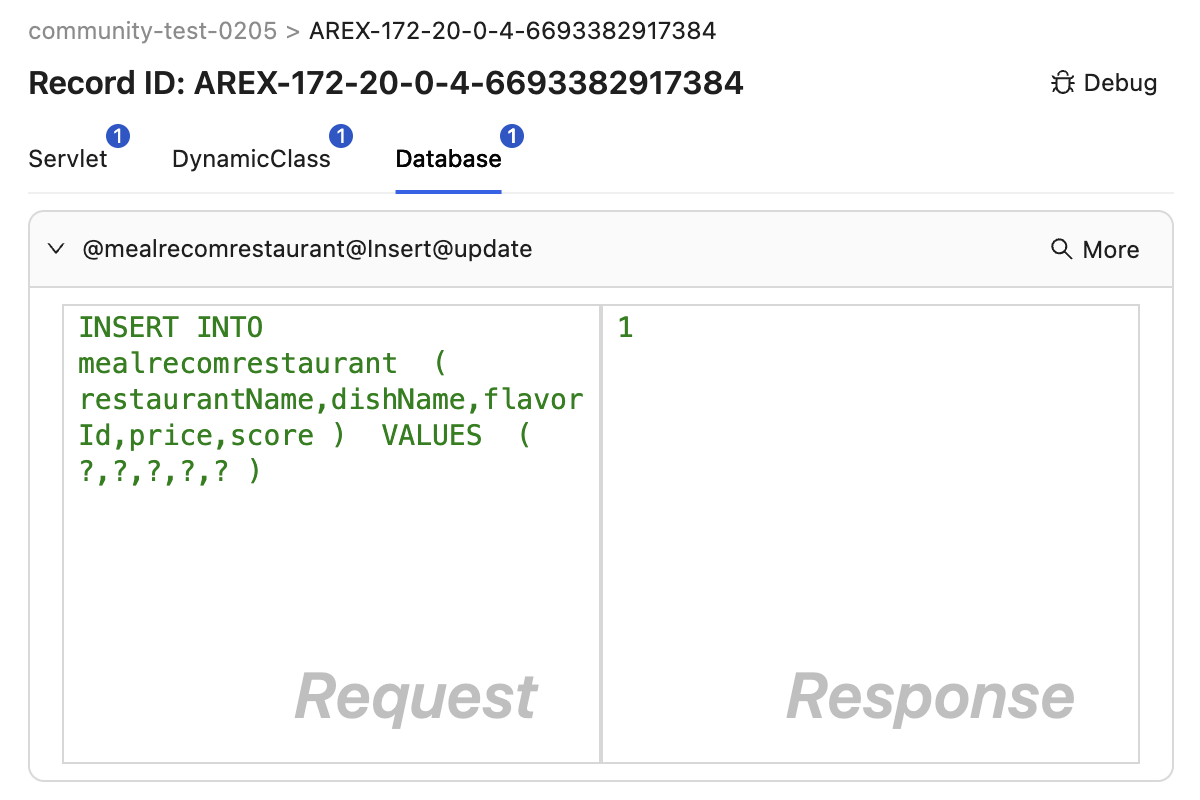 community-test-0205 > AREX-172-20-0-4-6693382917384
Record ID: AREX-172-20-0-4-6693382917384
Debug
Servlet 1 DynamicClass 1 Database 1
@mealrecomrestaurant@Insert@update
More
INSERT INTO
mealrecomrestaurant  (
restaurantName,dishName,flavor
Id,price,score )  VALUES  (
?,?,?,?,? )
Request
1
Response